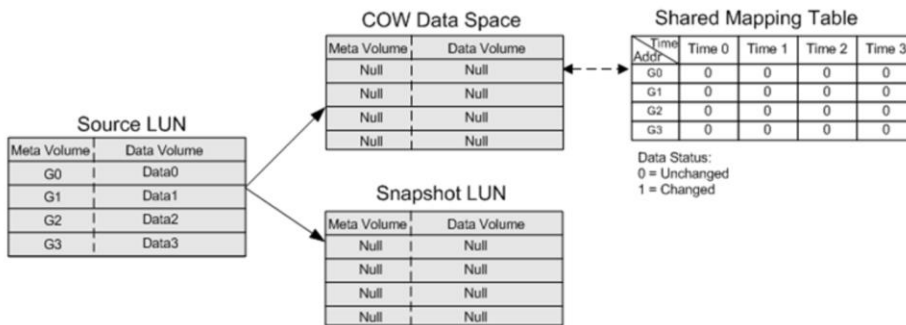 COW Data Space
Meta Volume Data Volume
Null Null
Null Null
Null Null
Null Null
Shared Mapping Table
Time Addr Time 0 Time 1 Time 2 Time 3
G0 0 0 0 0
G1 0 0 0 0
G2 0 0 0 0
G3 0 0 0 0
Data Status:
0 = Unchanged
1 = Changed
Source LUN
Meta Volume Data Volume
G0 Data0
G1 Data1
G2 Data2
G3 Data3
Snapshot LUN
Meta Volume Data Volume
Null Null
Null Null
Null Null
Null Null